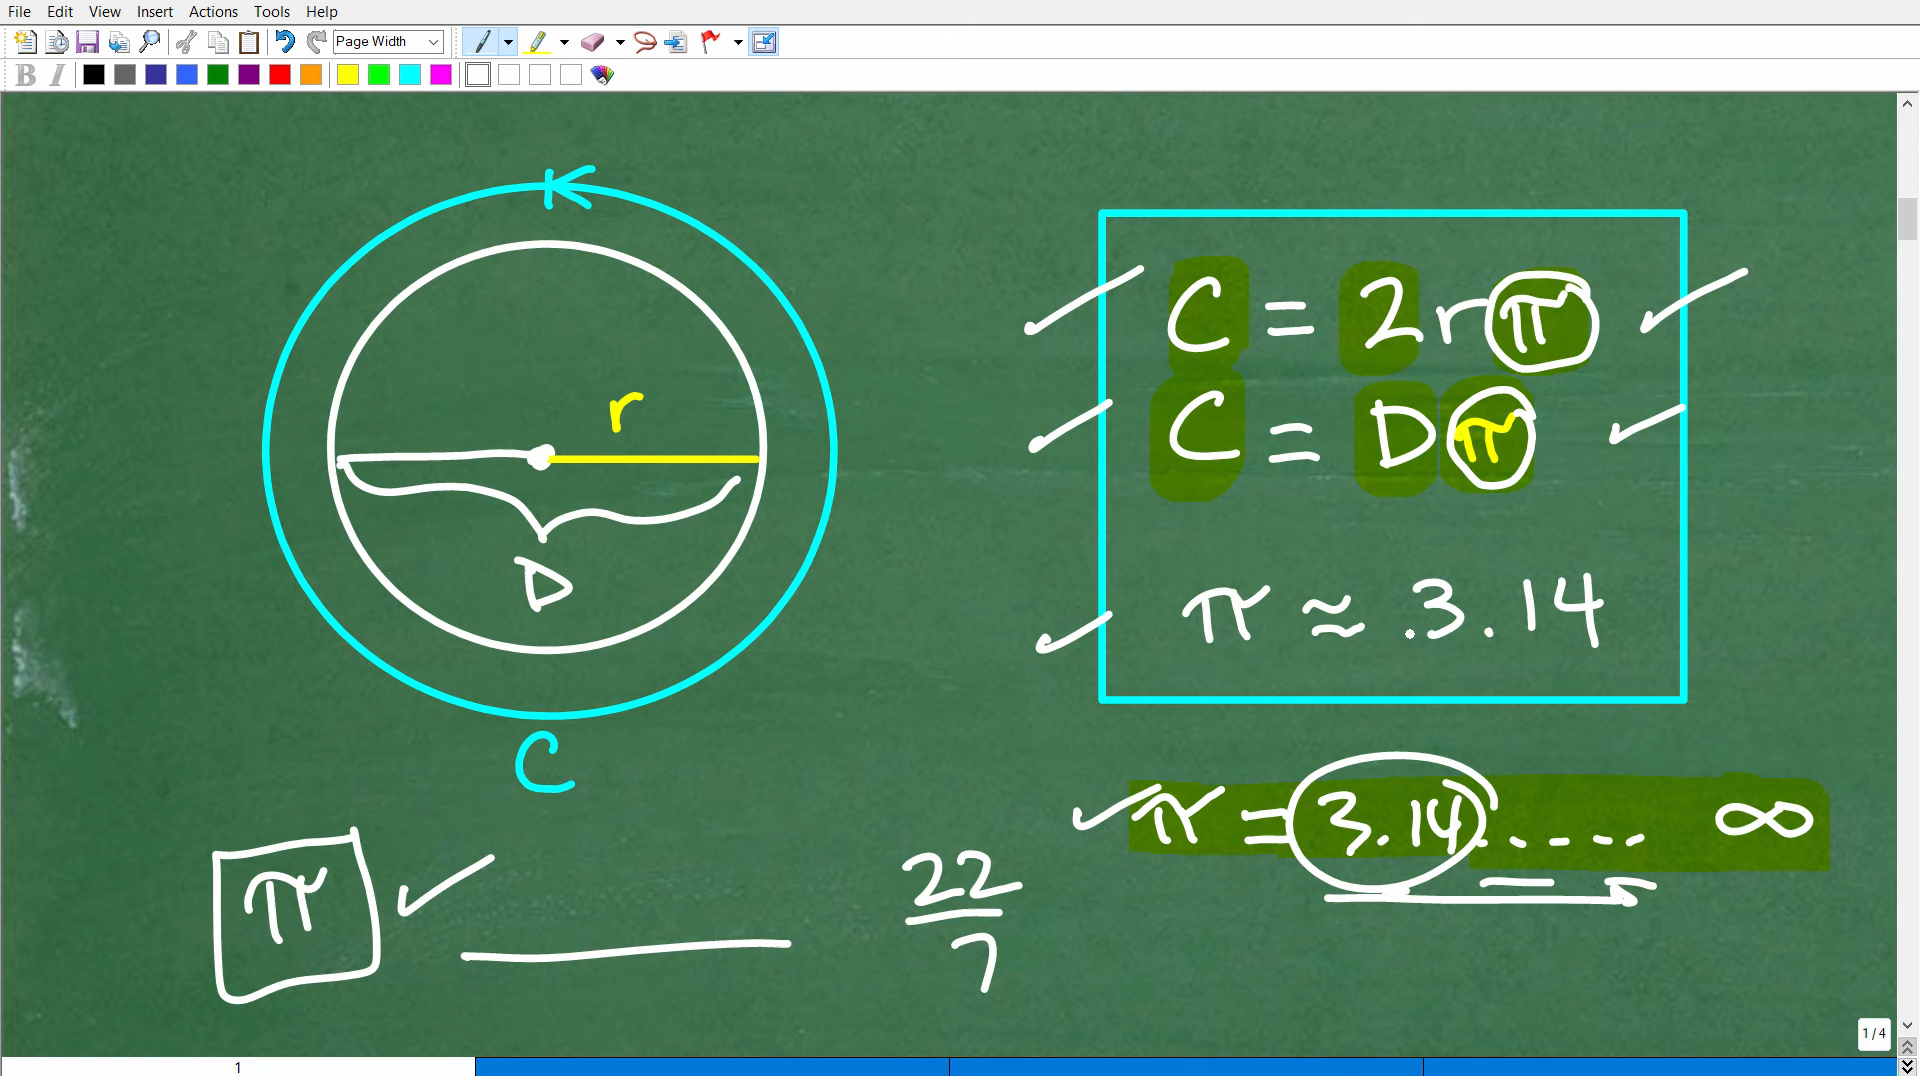 File Edit View Insert Actions Tools Help
Page Width
B I
r
D
C
C = 2rπ
C = Dπ
π ≈ .3.14
π = 3.14..... ∞
π
22
7
1 / 4
1